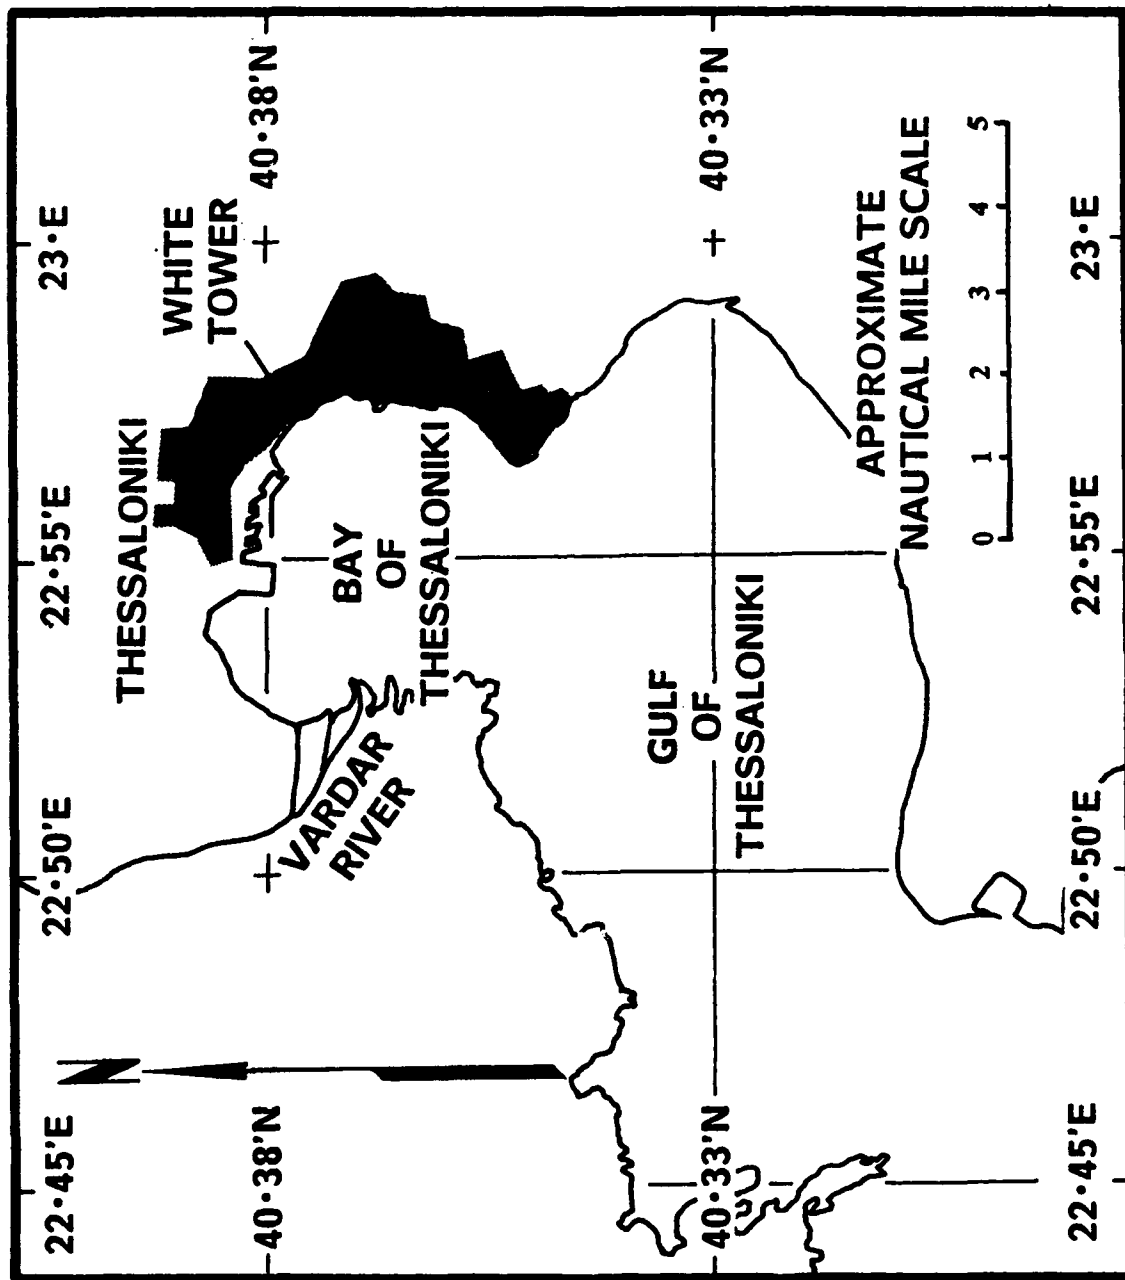 22·45'E
22·50'E
22·55'E
23·E
N
THESSALONIKI
WHITE
TOWER
40·38'N
40·38'N
VARDAR
RIVER
BAY
OF
THESSALONIKI
GULF
OF
THESSALONIKI
40·33'N
40·33'N
APPROXIMATE
NAUTICAL MILE SCALE
0 1 2 3 4 5
22·45'E
22·50'E
22·55'E
23·E